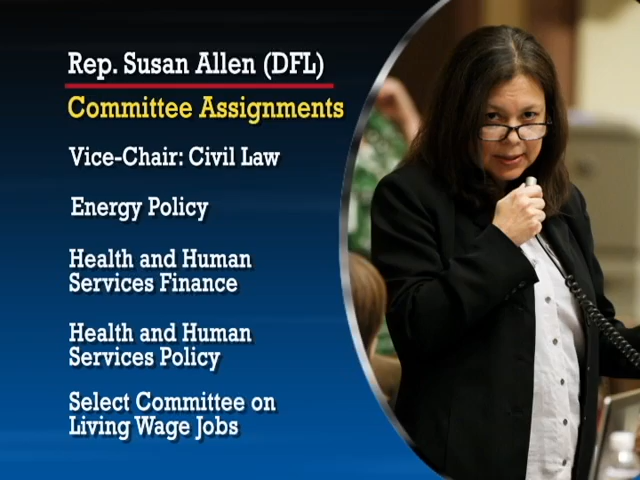 Rep. Susan Allen (DFL)
Committee Assignments
Vice-Chair: Civil Law
Energy Policy
Health and Human
Services Finance
Health and Human
Services Policy
Select Committee on
Living Wage Jobs